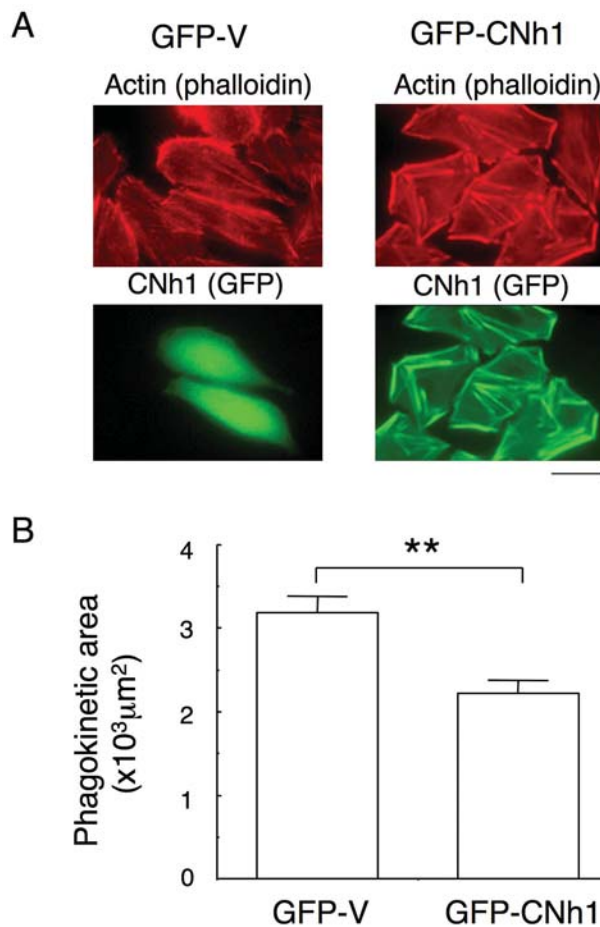 A
GFP-V GFP-CNh1
Actin (phalloidin) Actin (phalloidin)
CNh1 (GFP) CNh1 (GFP)
B
4
3
2
1
0
Phagokinetic area
(x10³μm²)
**
GFP-V GFP-CNh1